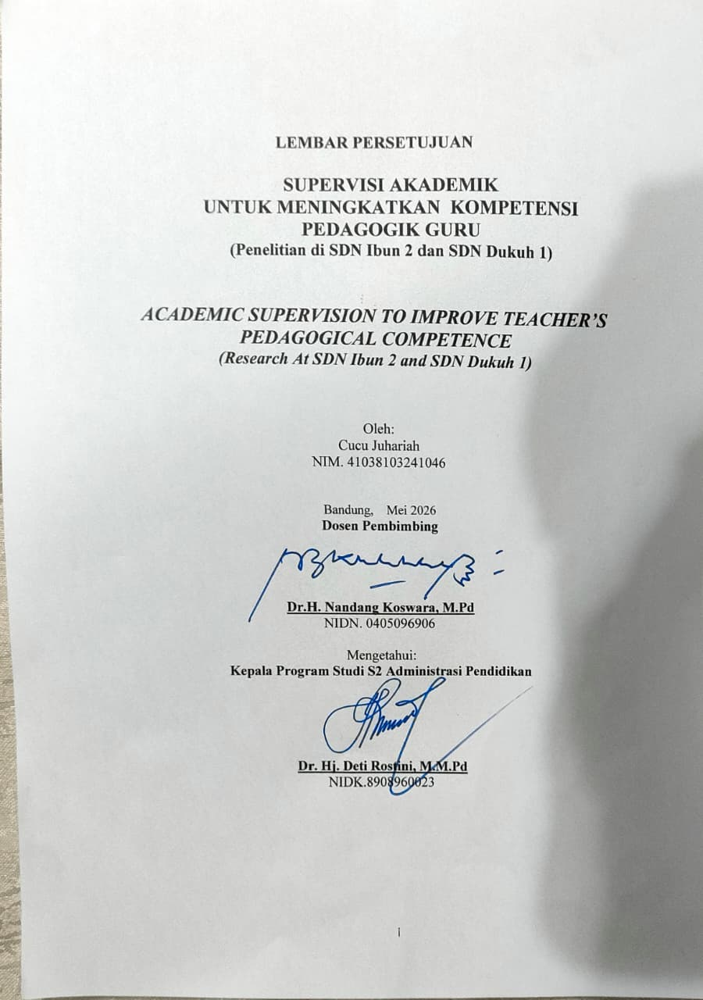 LEMBAR PERSETUJUAN
SUPERVISI AKADEMIK
UNTUK MENINGKATKAN KOMPETENSI
PEDAGOGIK GURU
(Penelitian di SDN Ibun 2 dan SDN Dukuh 1)
ACADEMIC SUPERVISION TO IMPROVE TEACHER'S
PEDAGOGICAL COMPETENCE
(Research At SDN Ibun 2 and SDN Dukuh 1)
Oleh:
Cucu Juhariah
NIM. 41038103241046
Bandung, Mei 2026
Dosen Pembimbing
Dr.H. Nandang Koswara, M.Pd
NIDN. 0405096906
Mengetahui:
Kepala Program Studi S2 Administrasi Pendidikan
Dr. Hj. Deti Rostini, M.M.Pd
NIDK.8908960023
i